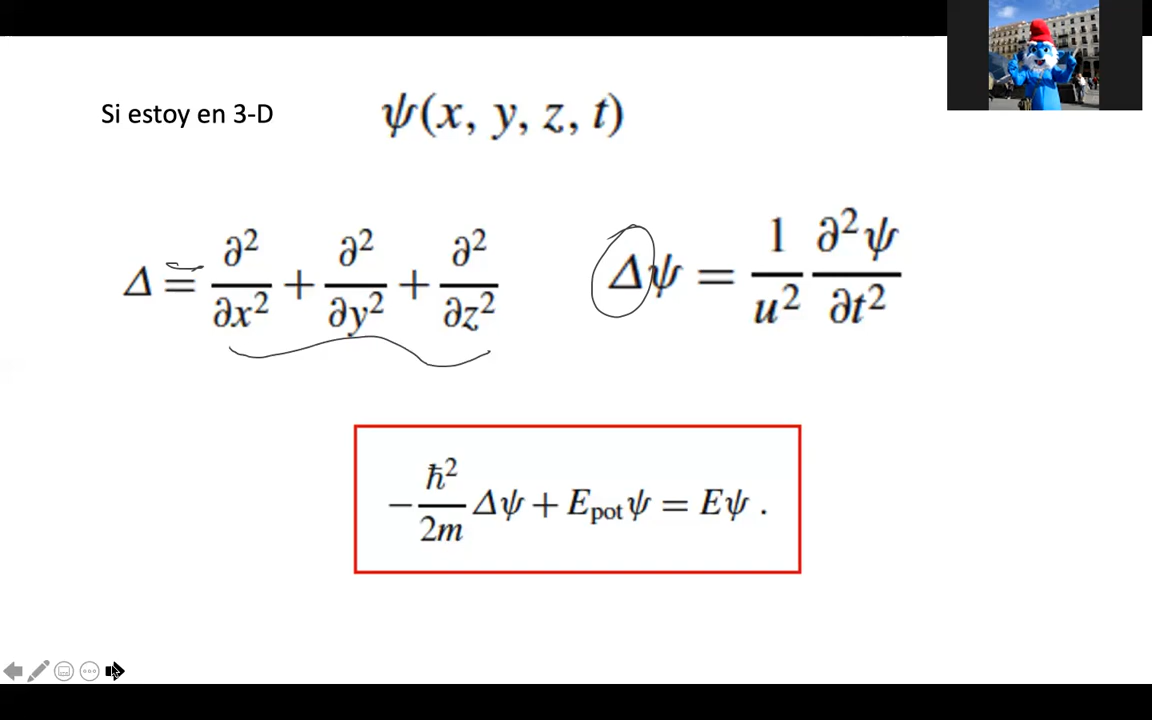 Si estoy en 3-D ψ(x, y, z, t)
Δ ≡ ∂²/∂x² + ∂²/∂y² + ∂²/∂z²
Δψ = 1/u² ∂²ψ/∂t²
−ħ²/2m Δψ + E_pot ψ = Eψ .